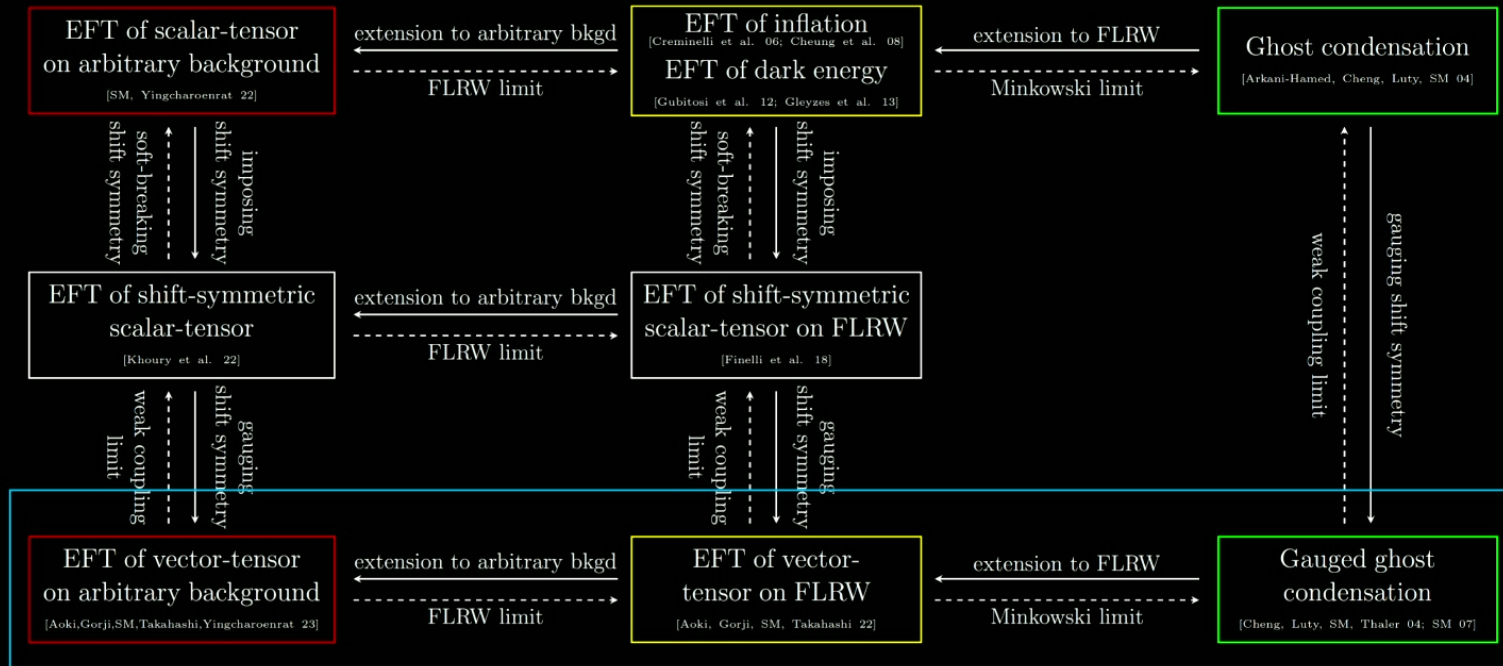 EFT of scalar-tensor
on arbitrary background
[SM, Yingcharoenrat 22]
extension to arbitrary bkgd
FLRW limit
EFT of inflation
[Creminelli et al. 06; Cheung et al. 08]
EFT of dark energy
[Gubitosi et al. 12; Gleyzes et al. 13]
extension to FLRW
Minkowski limit
Ghost condensation
[Arkani-Hamed, Cheng, Luty, SM 04]
soft-breaking
shift symmetry
imposing
shift symmetry
soft-breaking
shift symmetry
imposing
shift symmetry
weak coupling limit
gauging shift symmetry
EFT of shift-symmetric
scalar-tensor
[Khoury et al. 22]
extension to arbitrary bkgd
FLRW limit
EFT of shift-symmetric
scalar-tensor on FLRW
[Finelli et al. 18]
weak coupling
limit
gauging
shift symmetry
weak coupling
limit
gauging
shift symmetry
EFT of vector-tensor
on arbitrary background
[Aoki,Gorji,SM,Takahashi,Yingcharoenrat 23]
extension to arbitrary bkgd
FLRW limit
EFT of vector-
tensor on FLRW
[Aoki, Gorji, SM, Takahashi 22]
extension to FLRW
Minkowski limit
Gauged ghost
condensation
[Cheng, Luty, SM, Thaler 04; SM 07]